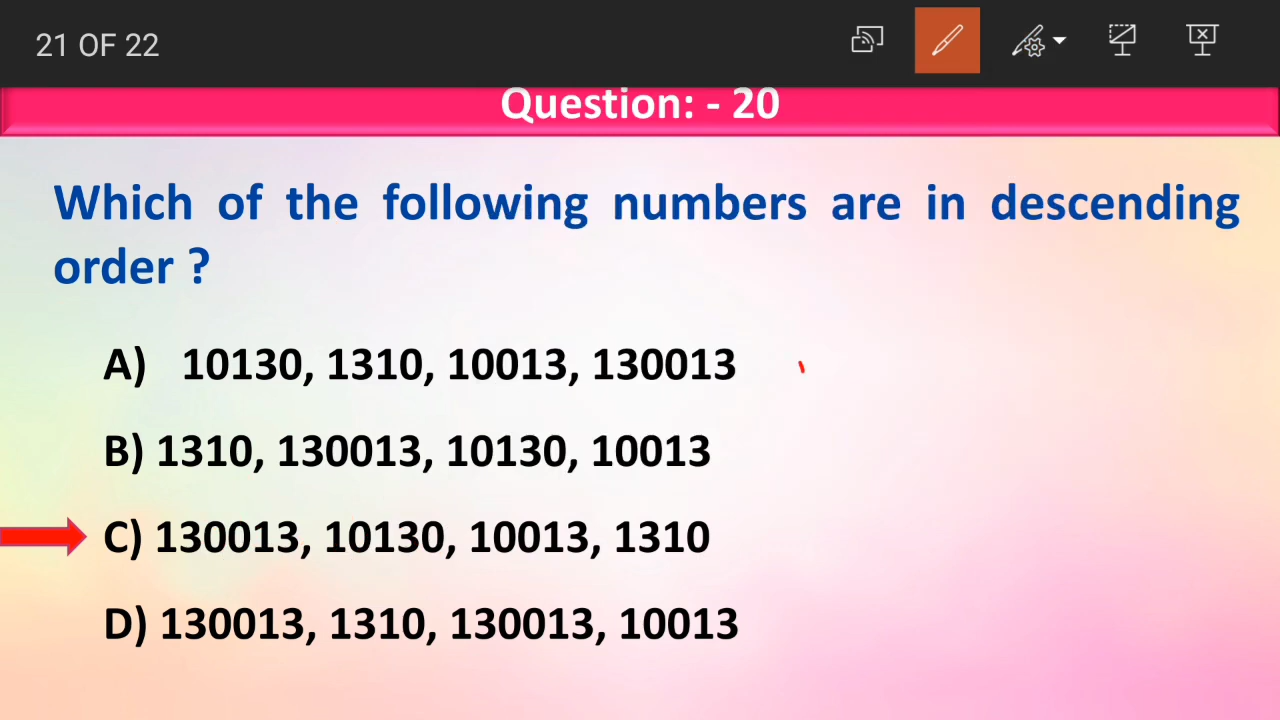 21 OF 22
Question: - 20
Which of the following numbers are in descending
order ?
A) 10130, 1310, 10013, 130013
B) 1310, 130013, 10130, 10013
C) 130013, 10130, 10013, 1310
D) 130013, 1310, 130013, 10013